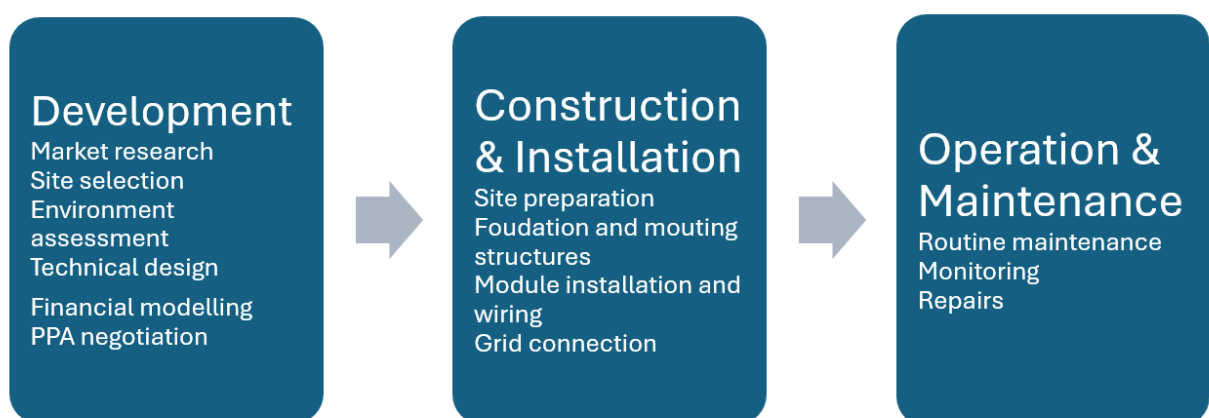 Development
Market research
Site selection
Environment
assessment
Technical design
Financial modelling
PPA negotiation
Construction
& Installation
Site preparation
Foudation and mouting
structures
Module installation and
wiring
Grid connection
Operation &
Maintenance
Routine maintenance
Monitoring
Repairs